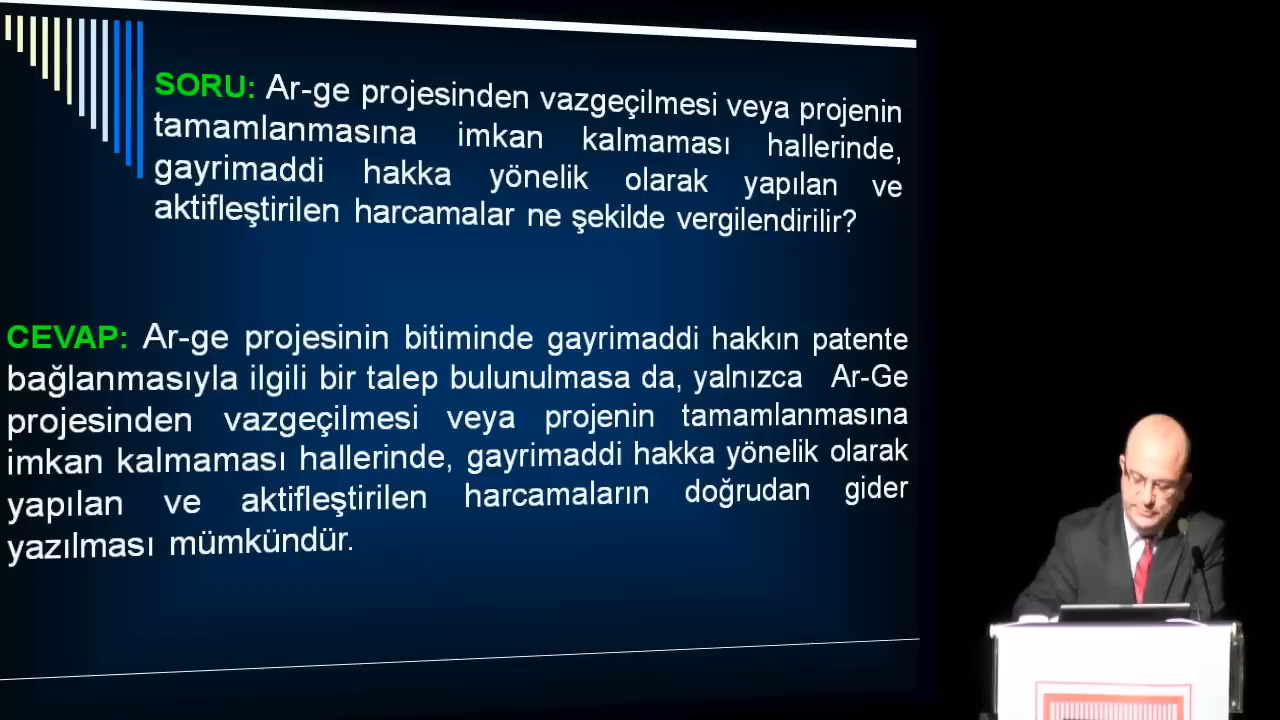 SORU: Ar-ge projesinden vazgeçilmesi veya projenin
tamamlanmasına imkan kalmaması hallerinde,
gayrimaddi hakka yönelik olarak yapılan ve
aktifleştirilen harcamalar ne şekilde vergilendirilir?
CEVAP: Ar-ge projesinin bitiminde gayrimaddi hakkın patente
bağlanmasıyla ilgili bir talep bulunulmasa da, yalnızca Ar-Ge
projesinden vazgeçilmesi veya projenin tamamlanmasına
imkan kalmaması hallerinde, gayrimaddi hakka yönelik olarak
yapılan ve aktifleştirilen harcamaların doğrudan gider
yazılması mümkündür.